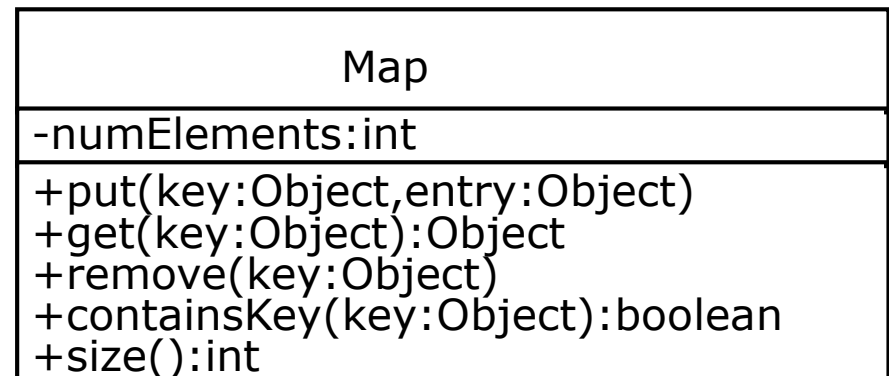 Map
-numElements:int
+put(key:Object,entry:Object)
+get(key:Object):Object
+remove(key:Object)
+containsKey(key:Object):boolean
+size():int